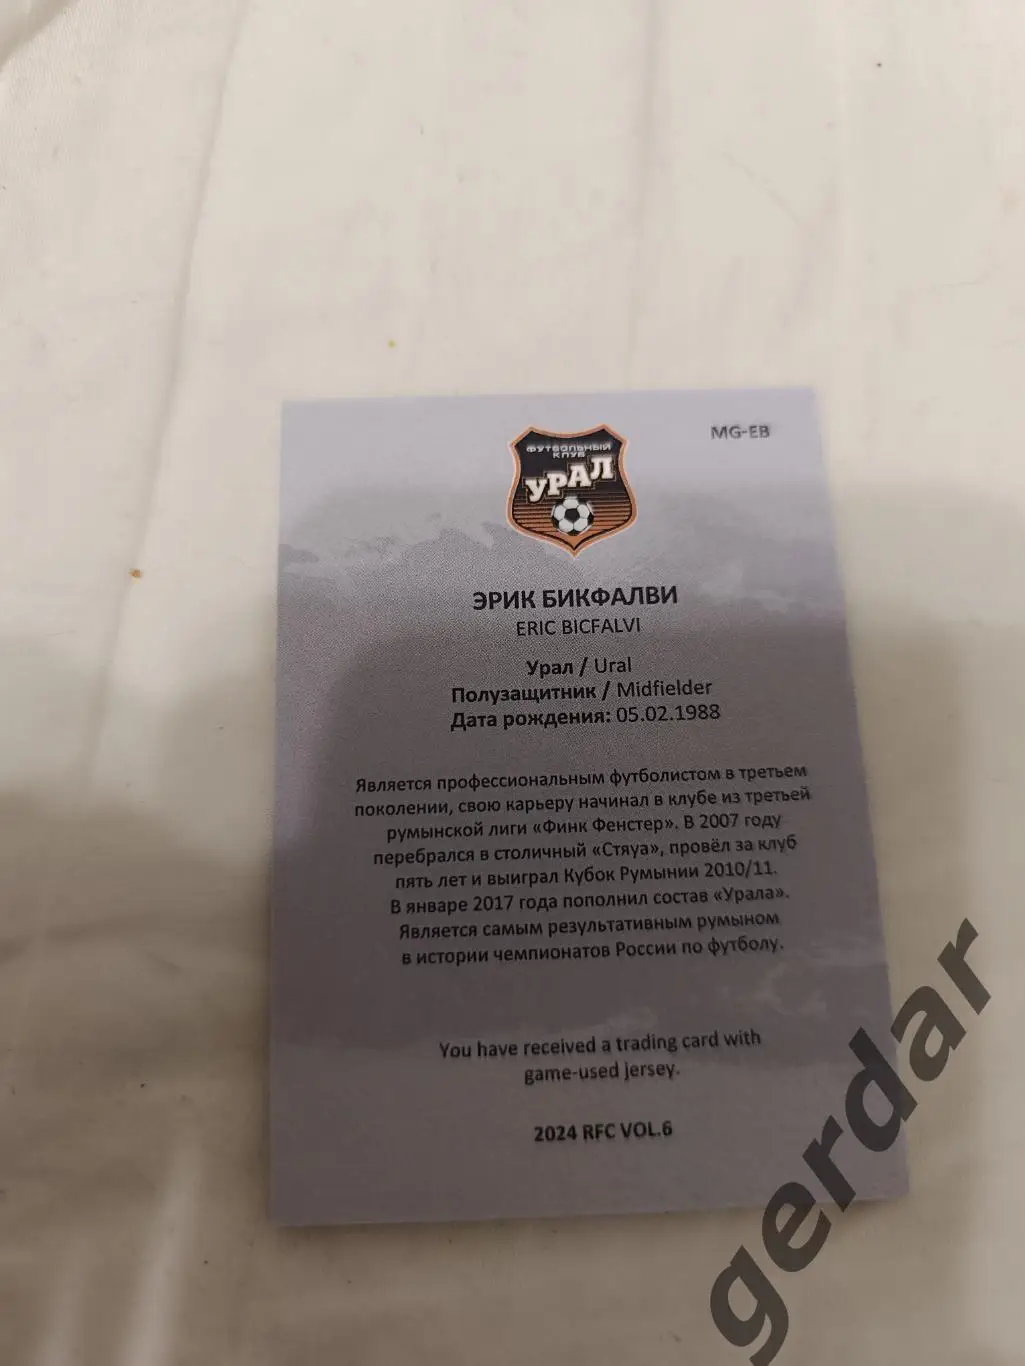 MG-EB
ФУТБОЛЬНЫЙ
КЛУБ
УРАЛ
ЭРИК БИКФАЛВИ
ERIC BICFALVI
Урал / Ural
Полузащитник / Midfielder
Дата рождения: 05.02.1988
Является профессиональным футболистом в третьем
поколении, свою карьеру начинал в клубе из третьей
румынской лиги «Финк Фенстер». В 2007 году
перебрался в столичный «Стяуа», провёл за клуб
пять лет и выиграл Кубок Румынии 2010/11.
В январе 2017 года пополнил состав «Урала».
Является самым результативным румыном
в истории чемпионатов России по футболу.
You have received a trading card with
game-used jersey.
2024 RFC VOL.6
gerdar